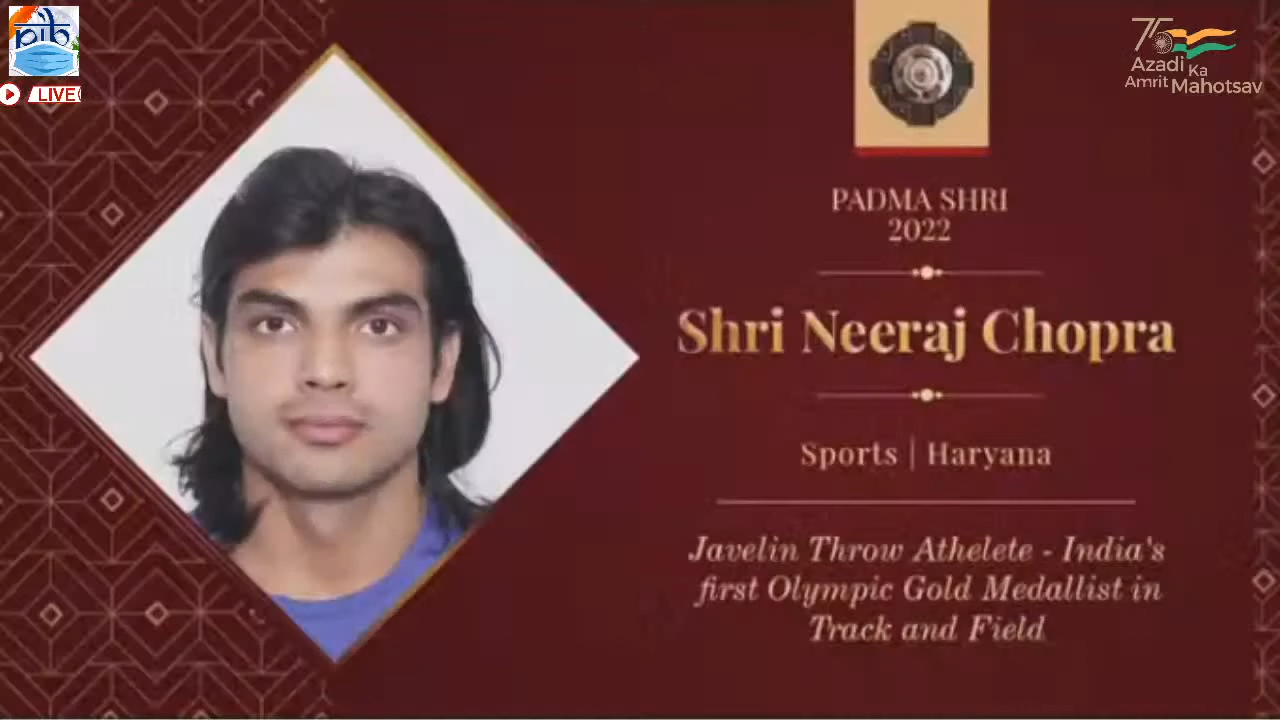 pib
LIVE
75
Azadi Ka
Amrit Mahotsav
PADMA SHRI
2022
Shri Neeraj Chopra
Sports | Haryana
Javelin Throw Athelete - India's
first Olympic Gold Medallist in
Track and Field